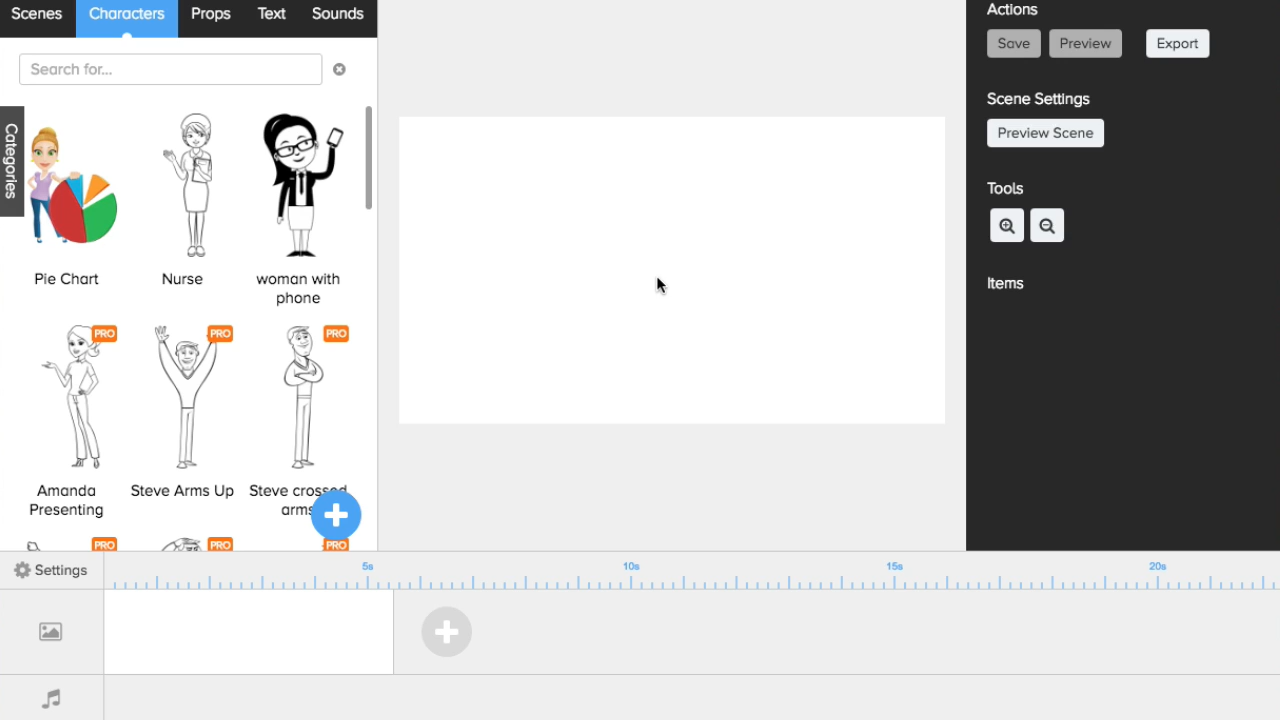 Scenes Characters Props Text Sounds
Search for...
Categories
Pie Chart
Nurse
woman with
phone
PRO
PRO
PRO
Amanda
Presenting
Steve Arms Up
Steve crossed
arms
PRO
PRO
PRO
Actions
Save Preview Export
Scene Settings
Preview Scene
Tools
Items
Settings
5s 10s 15s 20s